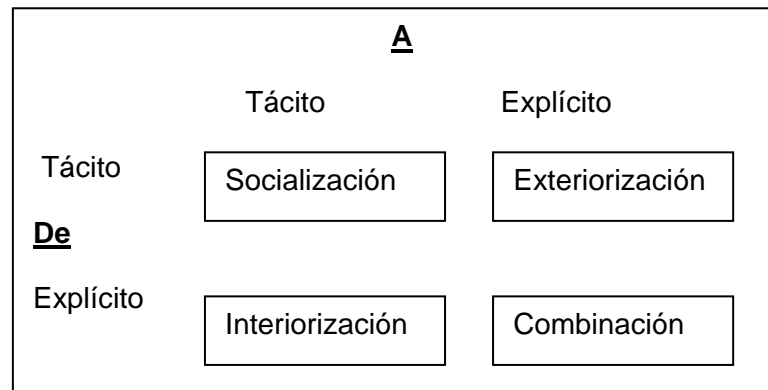 A
Tácito Explícito
Tácito Socialización Exteriorización
De
Explícito Interiorización Combinación